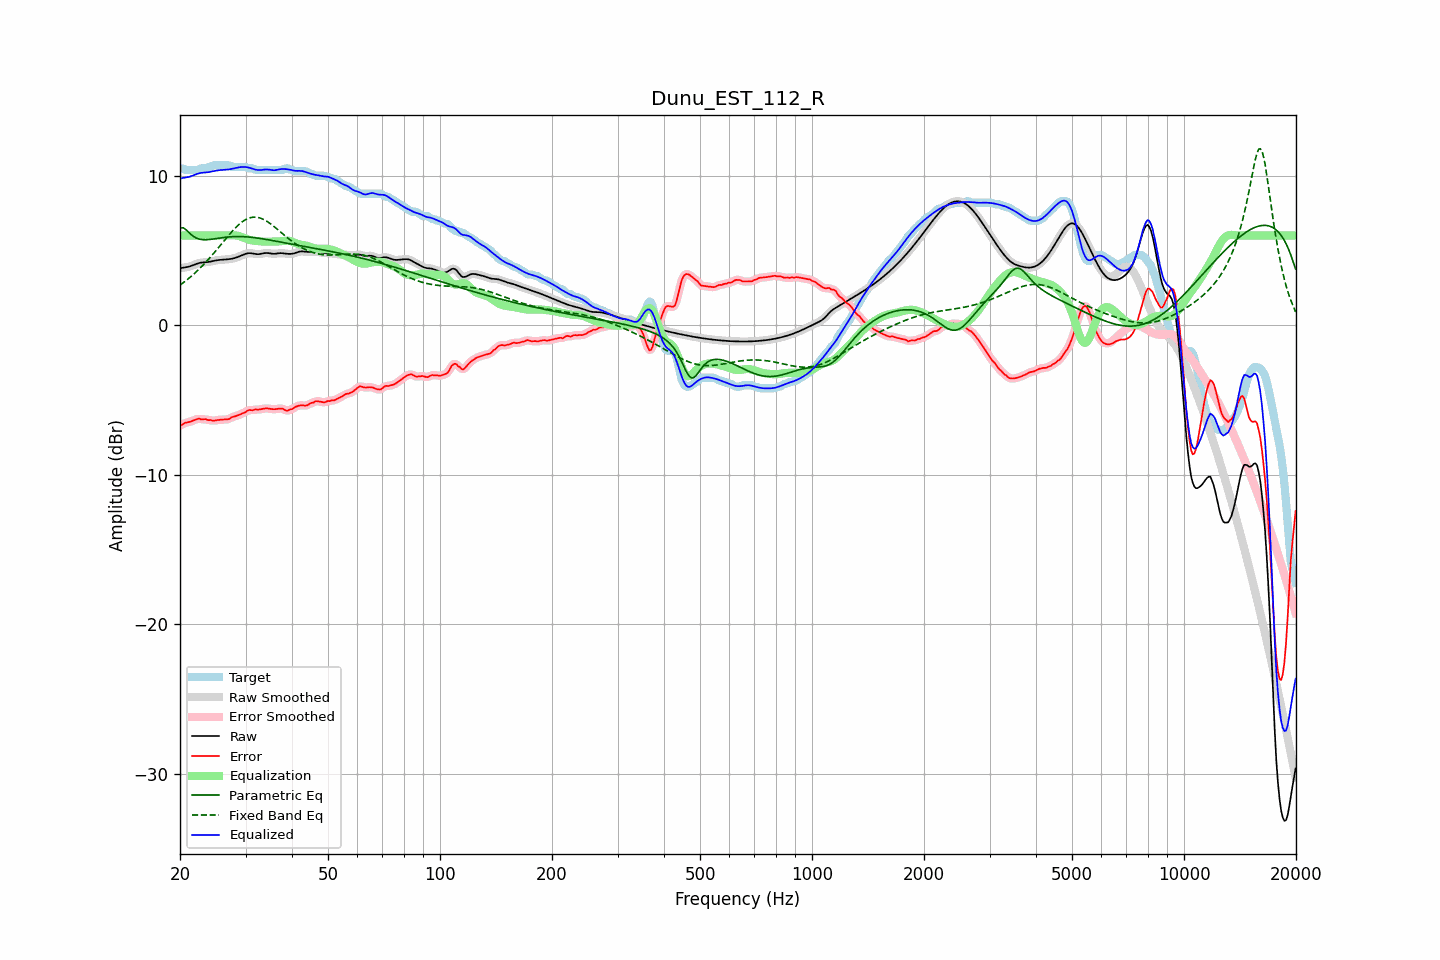 Dunu_EST_112_R
Amplitude (dBr)
10
0
−10
−20
−30
Target
Raw Smoothed
Error Smoothed
Raw
Error
Equalization
Parametric Eq
Fixed Band Eq
Equalized
20 50 100 200 500 1000 2000 5000 10000 20000
Frequency (Hz)